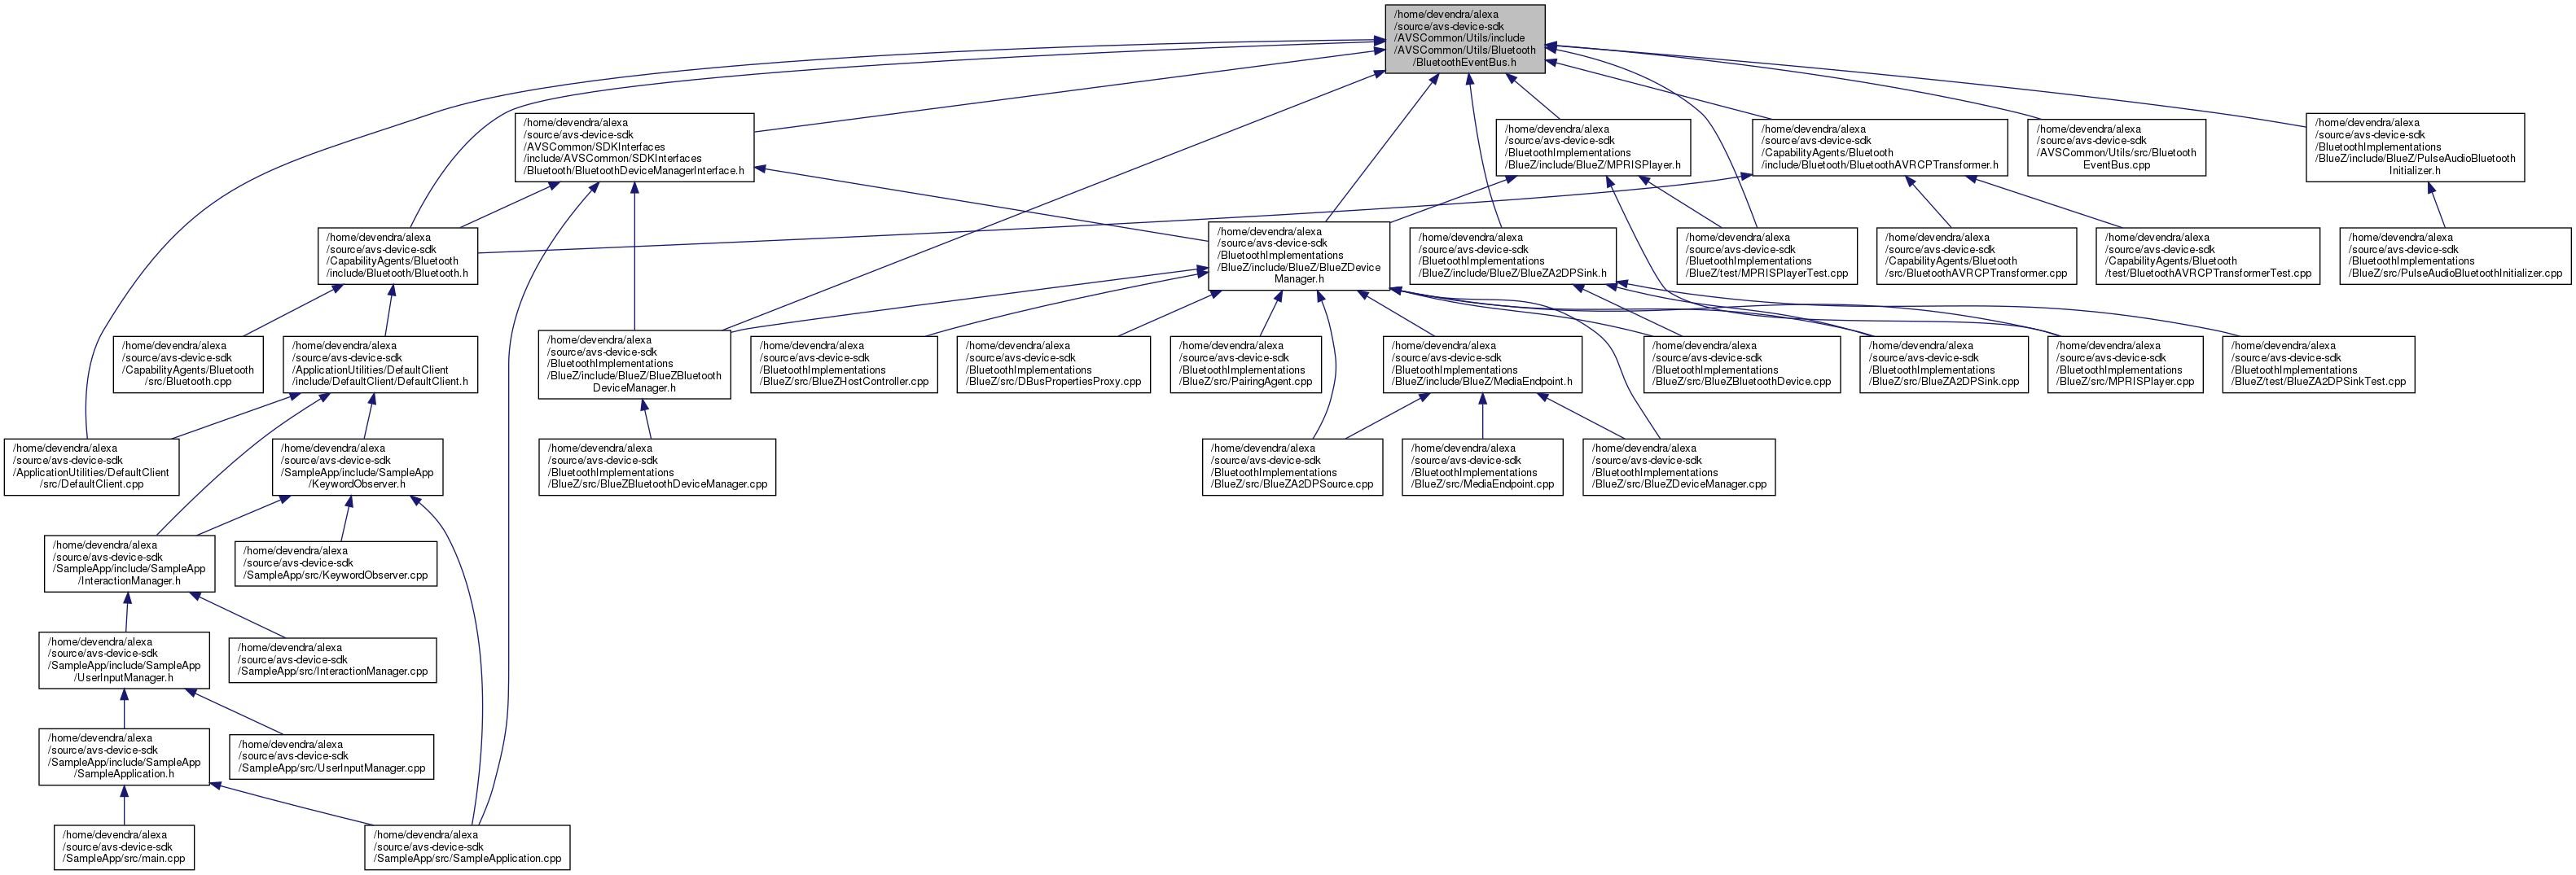 /home/devendra/alexa
/source/avs-device-sdk
/AVSCommon/Utils/include
/AVSCommon/Utils/Bluetooth
/BluetoothEventBus.h
/home/devendra/alexa
/source/avs-device-sdk
/AVSCommon/SDKInterfaces
/include/AVSCommon/SDKInterfaces
/Bluetooth/BluetoothDeviceManagerInterface.h
/home/devendra/alexa
/source/avs-device-sdk
/BluetoothImplementations
/BlueZ/include/BlueZ/MPRISPlayer.h
/home/devendra/alexa
/source/avs-device-sdk
/CapabilityAgents/Bluetooth
/include/Bluetooth/BluetoothAVRCPTransformer.h
/home/devendra/alexa
/source/avs-device-sdk
/AVSCommon/Utils/src/Bluetooth
EventBus.cpp
/home/devendra/alexa
/source/avs-device-sdk
/BluetoothImplementations
/BlueZ/include/BlueZ/PulseAudioBluetooth
Initializer.h
/home/devendra/alexa
/source/avs-device-sdk
/CapabilityAgents/Bluetooth
/include/Bluetooth/Bluetooth.h
/home/devendra/alexa
/source/avs-device-sdk
/BluetoothImplementations
/BlueZ/include/BlueZ/BlueZDevice
Manager.h
/home/devendra/alexa
/source/avs-device-sdk
/BluetoothImplementations
/BlueZ/include/BlueZ/BlueZA2DPSink.h
/home/devendra/alexa
/source/avs-device-sdk
/BluetoothImplementations
/BlueZ/test/MPRISPlayerTest.cpp
/home/devendra/alexa
/source/avs-device-sdk
/CapabilityAgents/Bluetooth
/src/BluetoothAVRCPTransformer.cpp
/home/devendra/alexa
/source/avs-device-sdk
/CapabilityAgents/Bluetooth
/test/BluetoothAVRCPTransformerTest.cpp
/home/devendra/alexa
/source/avs-device-sdk
/BluetoothImplementations
/BlueZ/src/PulseAudioBluetoothInitializer.cpp
/home/devendra/alexa
/source/avs-device-sdk
/CapabilityAgents/Bluetooth
/src/Bluetooth.cpp
/home/devendra/alexa
/source/avs-device-sdk
/ApplicationUtilities/DefaultClient
/include/DefaultClient/DefaultClient.h
/home/devendra/alexa
/source/avs-device-sdk
/BluetoothImplementations
/BlueZ/include/BlueZ/BlueZBluetooth
DeviceManager.h
/home/devendra/alexa
/source/avs-device-sdk
/BluetoothImplementations
/BlueZ/src/BlueZHostController.cpp
/home/devendra/alexa
/source/avs-device-sdk
/BluetoothImplementations
/BlueZ/src/DBusPropertiesProxy.cpp
/home/devendra/alexa
/source/avs-device-sdk
/BluetoothImplementations
/BlueZ/src/PairingAgent.cpp
/home/devendra/alexa
/source/avs-device-sdk
/BluetoothImplementations
/BlueZ/include/BlueZ/MediaEndpoint.h
/home/devendra/alexa
/source/avs-device-sdk
/BluetoothImplementations
/BlueZ/src/BlueZBluetoothDevice.cpp
/home/devendra/alexa
/source/avs-device-sdk
/BluetoothImplementations
/BlueZ/src/BlueZA2DPSink.cpp
/home/devendra/alexa
/source/avs-device-sdk
/BluetoothImplementations
/BlueZ/src/MPRISPlayer.cpp
/home/devendra/alexa
/source/avs-device-sdk
/BluetoothImplementations
/BlueZ/test/BlueZA2DPSinkTest.cpp
/home/devendra/alexa
/source/avs-device-sdk
/ApplicationUtilities/DefaultClient
/src/DefaultClient.cpp
/home/devendra/alexa
/source/avs-device-sdk
/SampleApp/include/SampleApp
/KeywordObserver.h
/home/devendra/alexa
/source/avs-device-sdk
/BluetoothImplementations
/BlueZ/src/BlueZBluetoothDeviceManager.cpp
/home/devendra/alexa
/source/avs-device-sdk
/BluetoothImplementations
/BlueZ/src/BlueZA2DPSource.cpp
/home/devendra/alexa
/source/avs-device-sdk
/BluetoothImplementations
/BlueZ/src/MediaEndpoint.cpp
/home/devendra/alexa
/source/avs-device-sdk
/BluetoothImplementations
/BlueZ/src/BlueZDeviceManager.cpp
/home/devendra/alexa
/source/avs-device-sdk
/SampleApp/include/SampleApp
/InteractionManager.h
/home/devendra/alexa
/source/avs-device-sdk
/SampleApp/src/KeywordObserver.cpp
/home/devendra/alexa
/source/avs-device-sdk
/SampleApp/include/SampleApp
/UserInputManager.h
/home/devendra/alexa
/source/avs-device-sdk
/SampleApp/src/InteractionManager.cpp
/home/devendra/alexa
/source/avs-device-sdk
/SampleApp/include/SampleApp
/SampleApplication.h
/home/devendra/alexa
/source/avs-device-sdk
/SampleApp/src/UserInputManager.cpp
/home/devendra/alexa
/source/avs-device-sdk
/SampleApp/src/main.cpp
/home/devendra/alexa
/source/avs-device-sdk
/SampleApp/src/SampleApplication.cpp